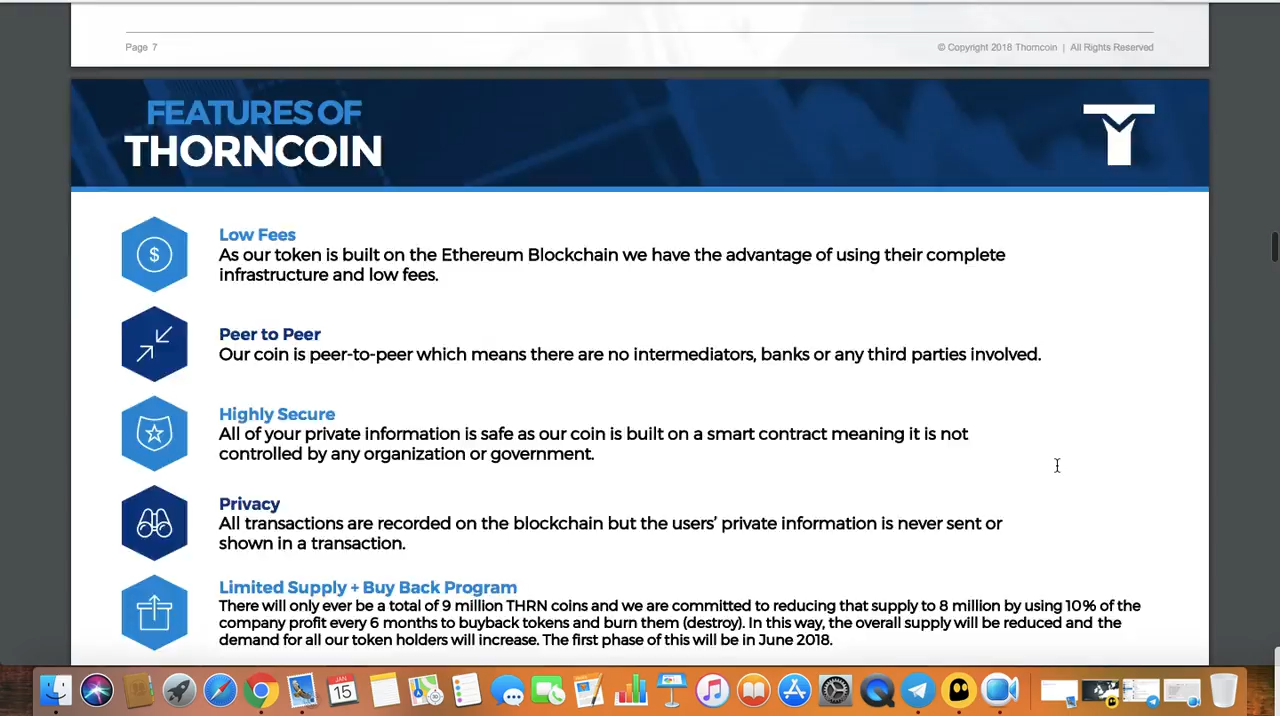 Page 7
© Copyright 2018 Thorncoin | All Rights Reserved
FEATURES OF
THORNCOIN
Low Fees
As our token is built on the Ethereum Blockchain we have the advantage of using their complete
infrastructure and low fees.
Peer to Peer
Our coin is peer-to-peer which means there are no intermediators, banks or any third parties involved.
Highly Secure
All of your private information is safe as our coin is built on a smart contract meaning it is not
controlled by any organization or government.
Privacy
All transactions are recorded on the blockchain but the users' private information is never sent or
shown in a transaction.
Limited Supply + Buy Back Program
There will only ever be a total of 9 million THRN coins and we are committed to reducing that supply to 8 million by using 10% of the
company profit every 6 months to buyback tokens and burn them (destroy). In this way, the overall supply will be reduced and the
demand for all our token holders will increase. The first phase of this will be in June 2018.
JAN
15